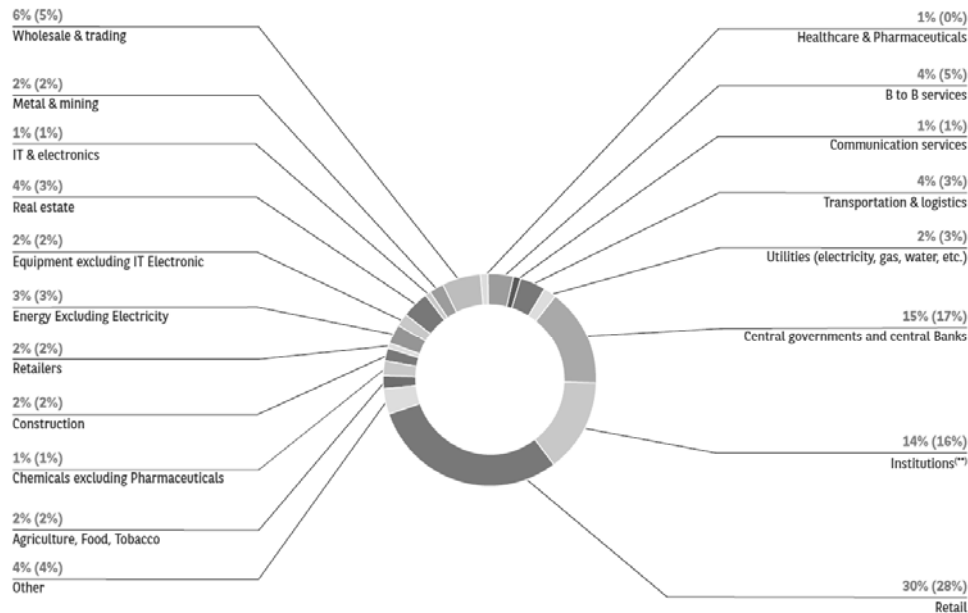 6% (5%)
Wholesale & trading
2% (2%)
Metal & mining
1% (1%)
IT & electronics
4% (3%)
Real estate
2% (2%)
Equipment excluding IT Electronic
3% (3%)
Energy Excluding Electricity
2% (2%)
Retailers
2% (2%)
Construction
1% (1%)
Chemicals excluding Pharmaceuticals
2% (2%)
Agriculture, Food, Tobacco
4% (4%)
Other
1% (0%)
Healthcare & Pharmaceuticals
4% (5%)
B to B services
1% (1%)
Communication services
4% (3%)
Transportation & logistics
2% (3%)
Utilities (electricity, gas, water, etc.)
15% (17%)
Central governments and central Banks
14% (16%)
Institutions(**)
30% (28%)
Retail